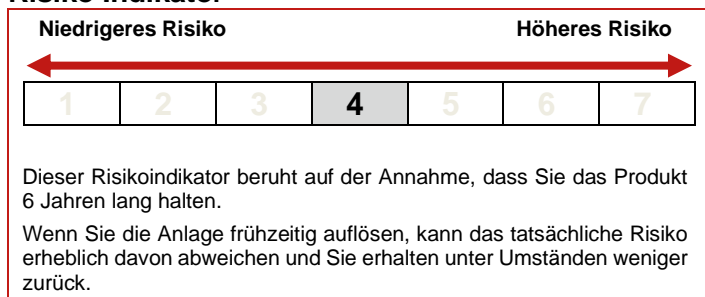 Niedrigeres Risiko Höheres Risiko
1 2 3 4 5 6 7
Dieser Risikoindikator beruht auf der Annahme, dass Sie das Produkt
6 Jahren lang halten.
Wenn Sie die Anlage frühzeitig auflösen, kann das tatsächliche Risiko
erheblich davon abweichen und Sie erhalten unter Umständen weniger
zurück.